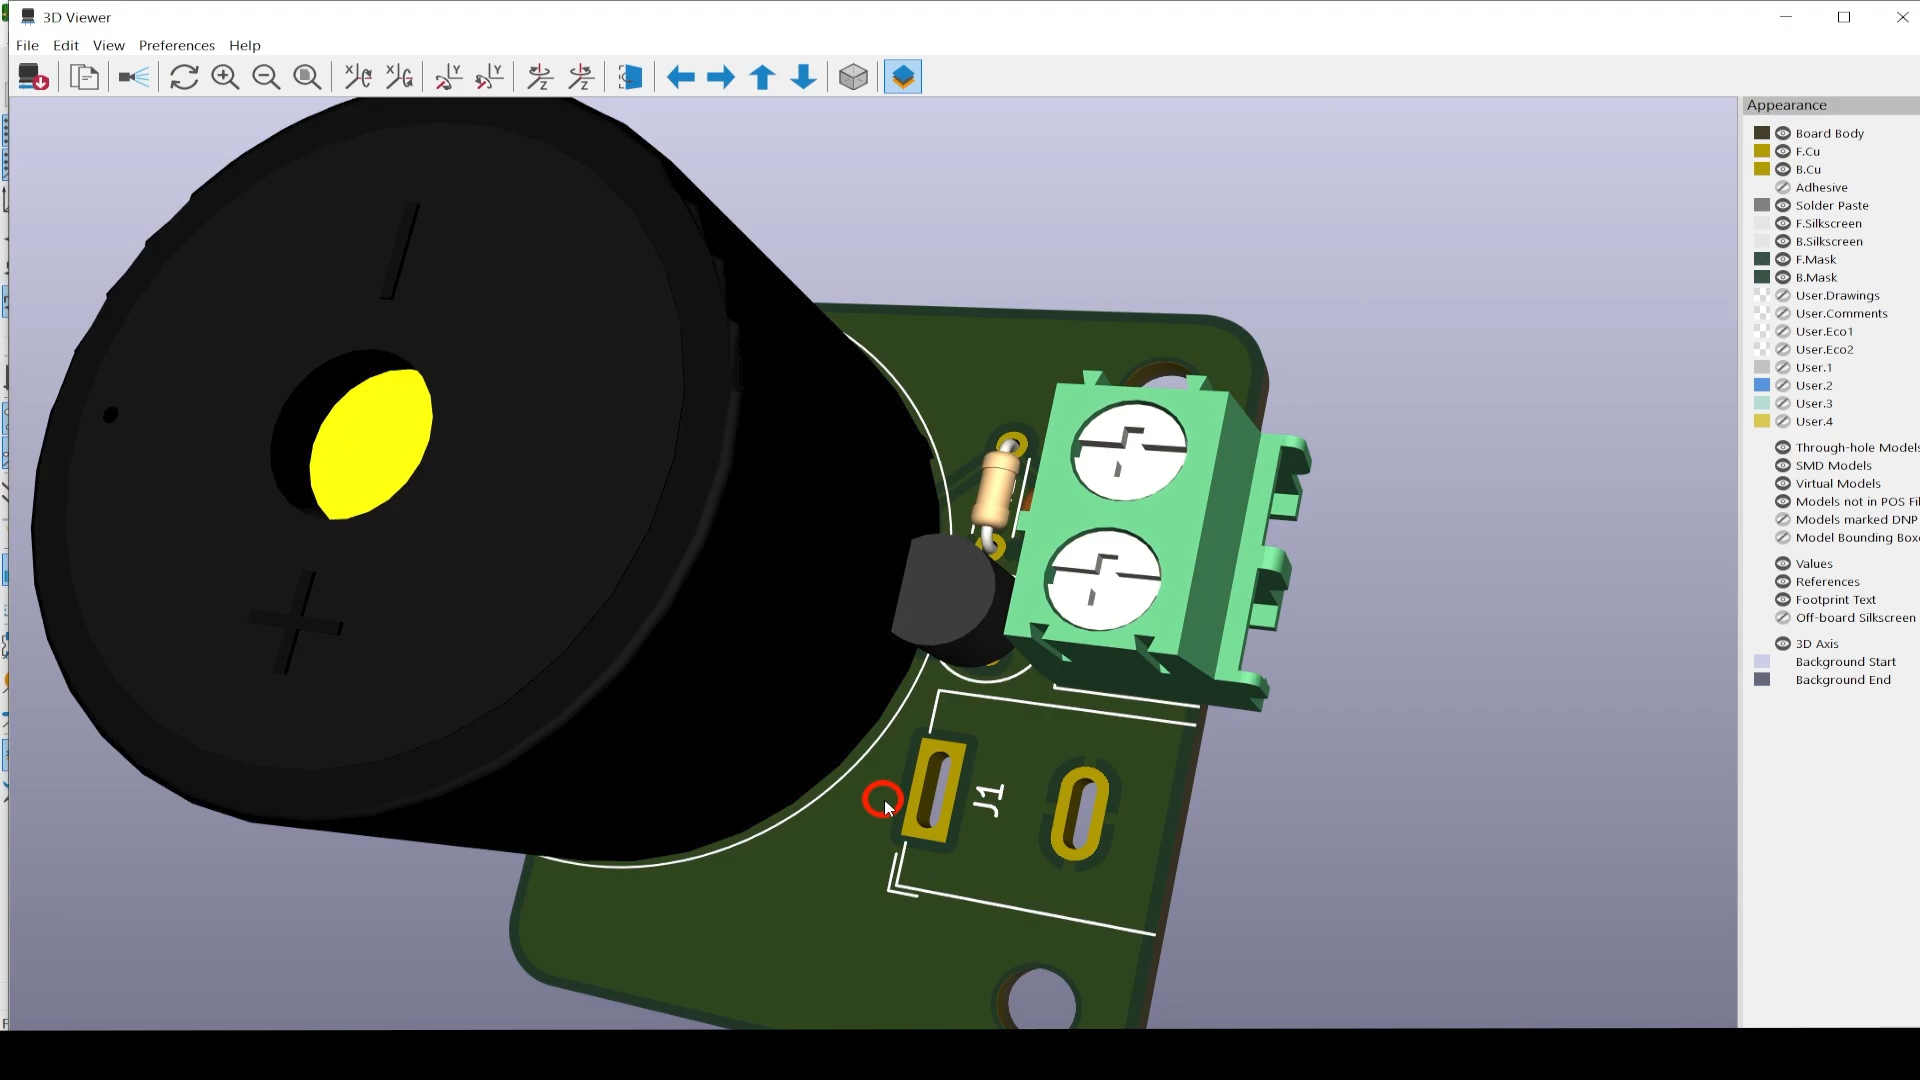 3D Viewer
File Edit View Preferences Help
Appearance
Board Body
F.Cu
B.Cu
Adhesive
Solder Paste
F.Silkscreen
B.Silkscreen
F.Mask
B.Mask
User.Drawings
User.Comments
User.Eco1
User.Eco2
User.1
User.2
User.3
User.4
Through-hole Models
SMD Models
Virtual Models
Models not in POS Fil
Models marked DNP
Model Bounding Boxe
Values
References
Footprint Text
Off-board Silkscreen
3D Axis
Background Start
Background End
J1